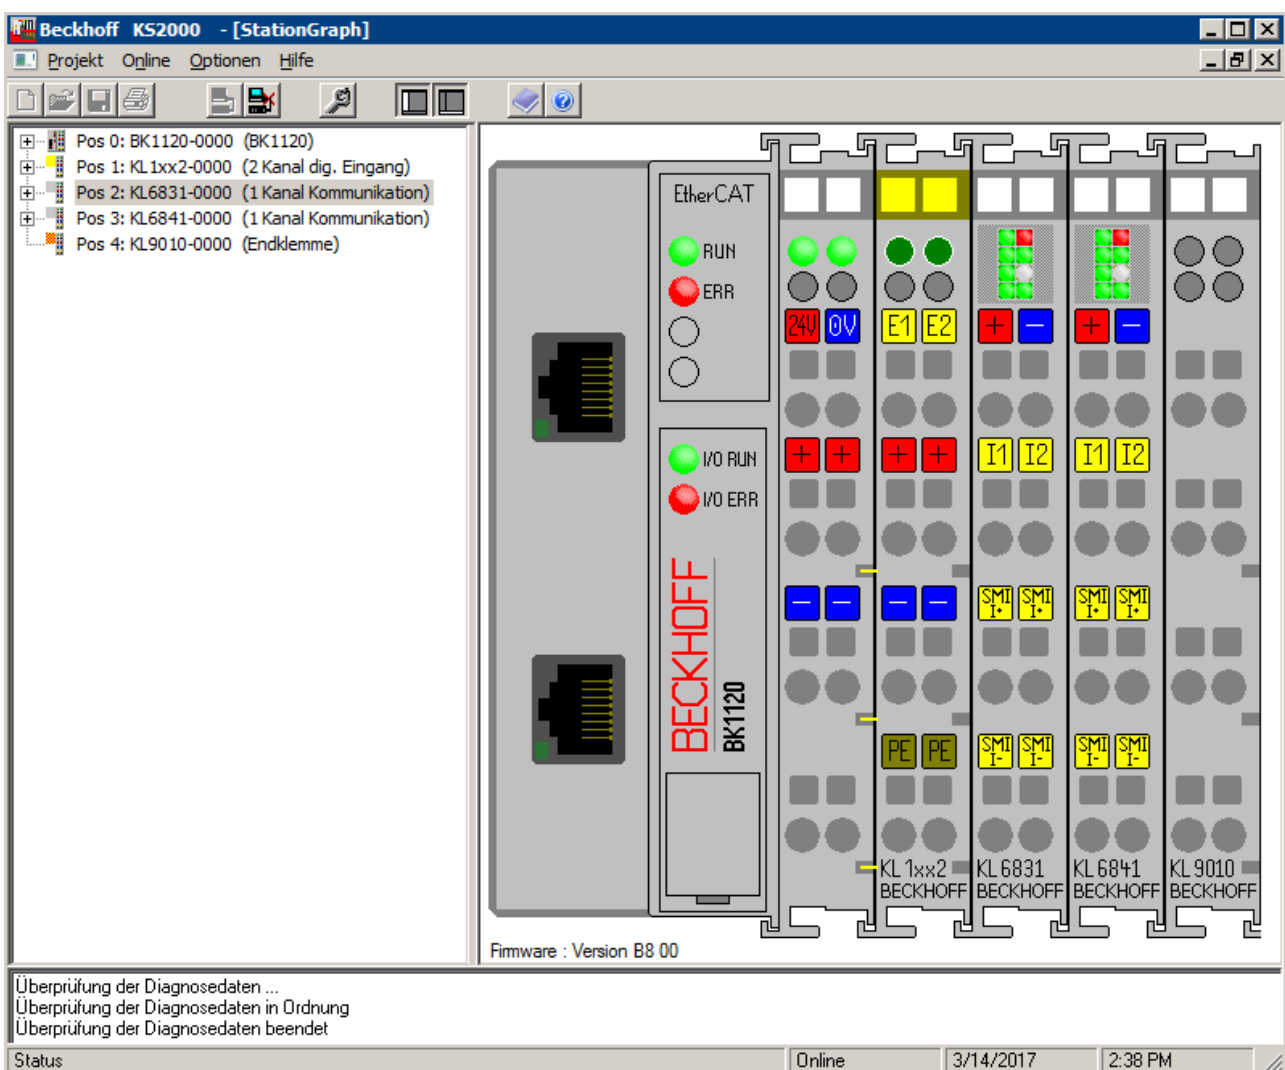 Beckhoff KS2000 - [StationGraph]
Projekt Online Optionen Hilfe
Pos 0: BK1120-0000 (BK1120)
Pos 1: KL1xx2-0000 (2 Kanal dig. Eingang)
Pos 2: KL6831-0000 (1 Kanal Kommunikation)
Pos 3: KL6841-0000 (1 Kanal Kommunikation)
Pos 4: KL9010-0000 (Endklemme)
EtherCAT
RUN
ERR
24V 0V E1 E2 + − + −
I/O RUN + + + + I1 I2 I1 I2
I/O ERR
− − − − SMI I+ SMI I+ SMI I+ SMI I+
BECKHOFF
BK1120
PE PE SMI I- SMI I- SMI I- SMI I-
KL1xx2 KL6831 KL6841 KL9010
BECKHOFF BECKHOFF BECKHOFF BECKHOFF
Firmware : Version B8 00
Überprüfung der Diagnosedaten ...
Überprüfung der Diagnosedaten in Ordnung
Überprüfung der Diagnosedaten beendet
Status Online 3/14/2017 2:38 PM